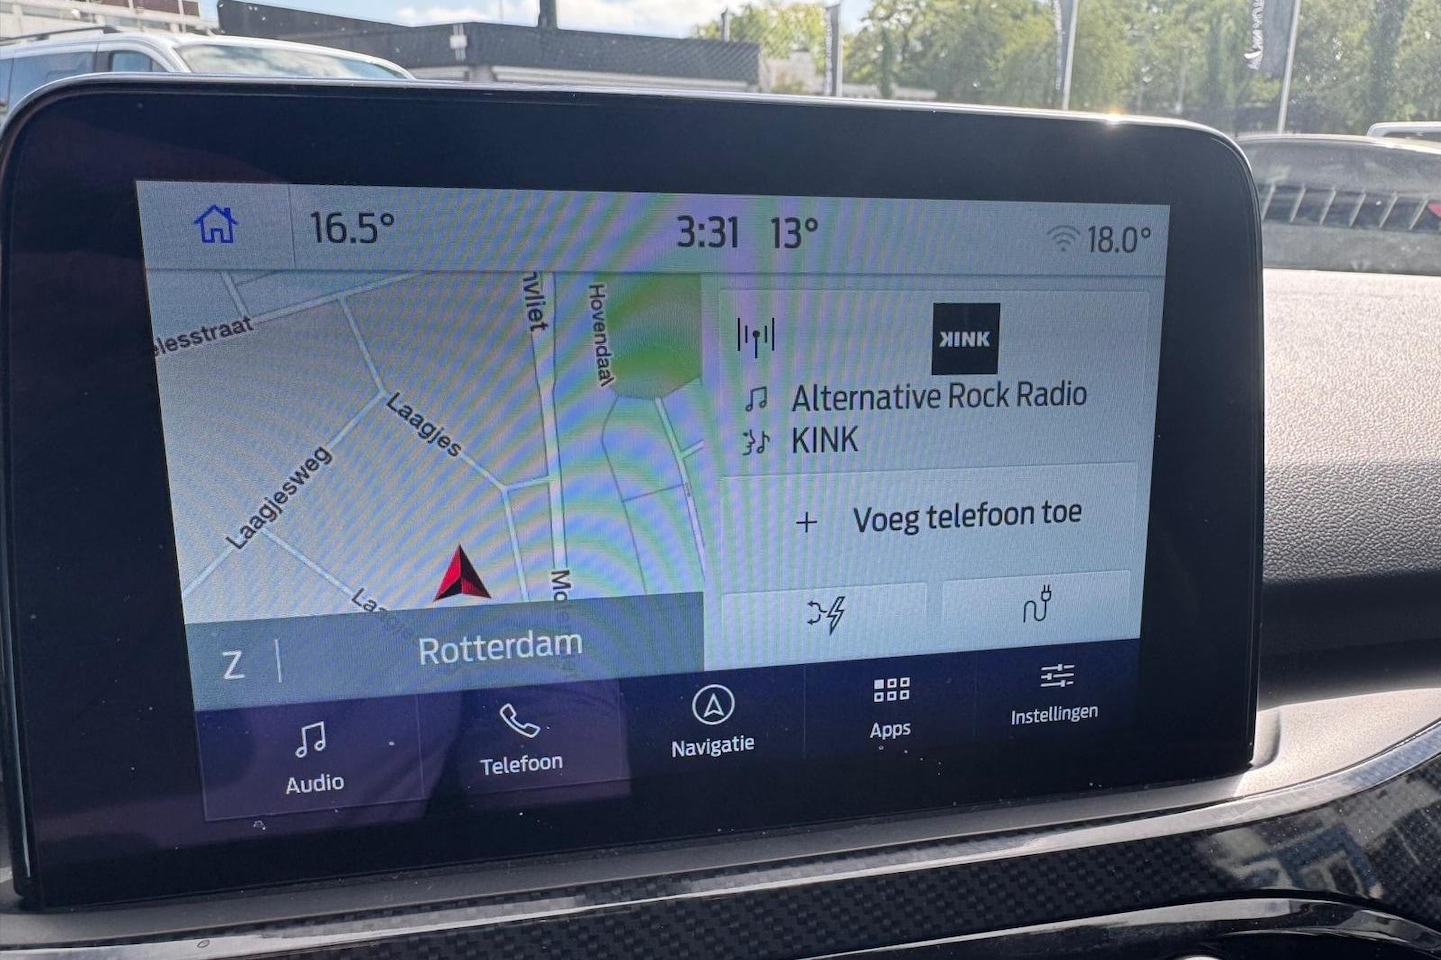 16.5°
3:31 13°
18.0°
Hovendaal
Laagjes
Laagjesweg
KINK
Alternative Rock Radio
KINK
Voeg telefoon toe
Z | Rotterdam
Audio
Telefoon
Navigatie
Apps
Instellingen